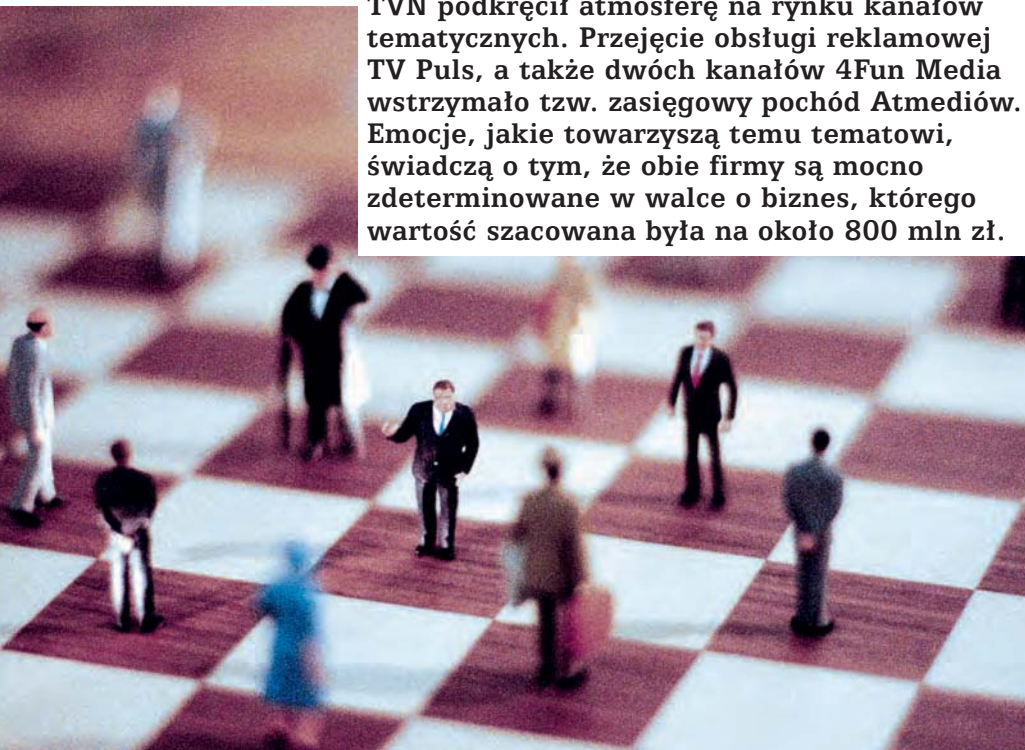 TVN podkręcił atmosferę na rynku kanałów
tematycznych. Przejęcie obsługi reklamowej
TV Puls, a także dwóch kanałów 4Fun Media
wstrzymało tzw. zasięgowy pochód Atmediów.
Emocje, jakie towarzyszą temu tematowi,
świadczą o tym, że obie firmy są mocno
zdeterminowane w walce o biznes, którego
wartość szacowana była na około 800 mln zł.